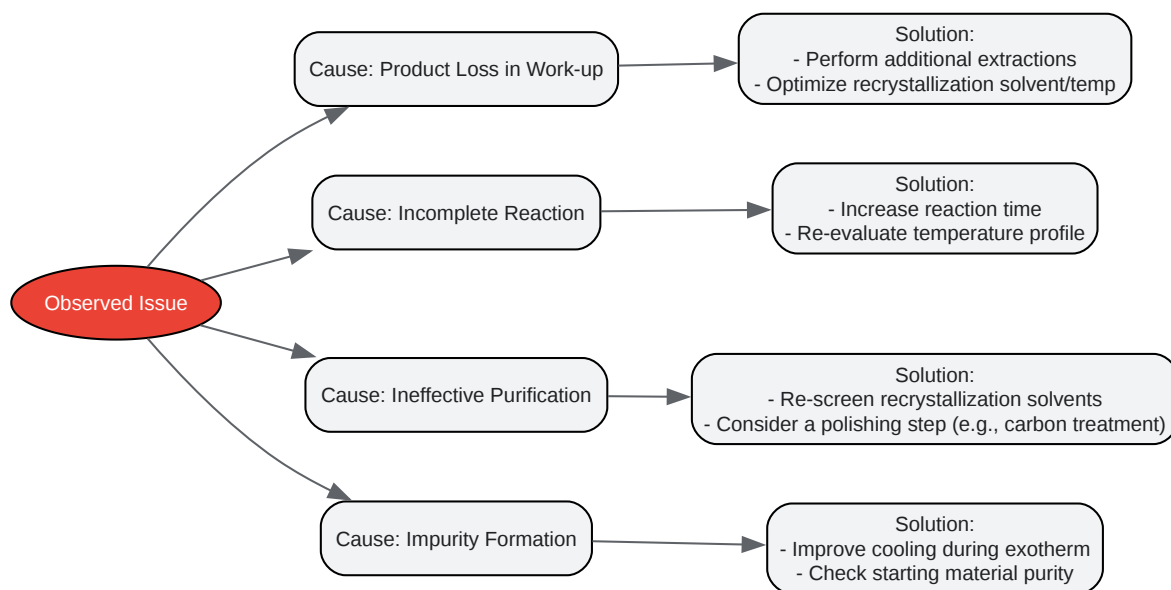 Observed Issue
Cause: Product Loss in Work-up
Solution:
- Perform additional extractions
- Optimize recrystallization solvent/temp
Cause: Incomplete Reaction
Solution:
- Increase reaction time
- Re-evaluate temperature profile
Cause: Ineffective Purification
Solution:
- Re-screen recrystallization solvents
- Consider a polishing step (e.g., carbon treatment)
Cause: Impurity Formation
Solution:
- Improve cooling during exotherm
- Check starting material purity